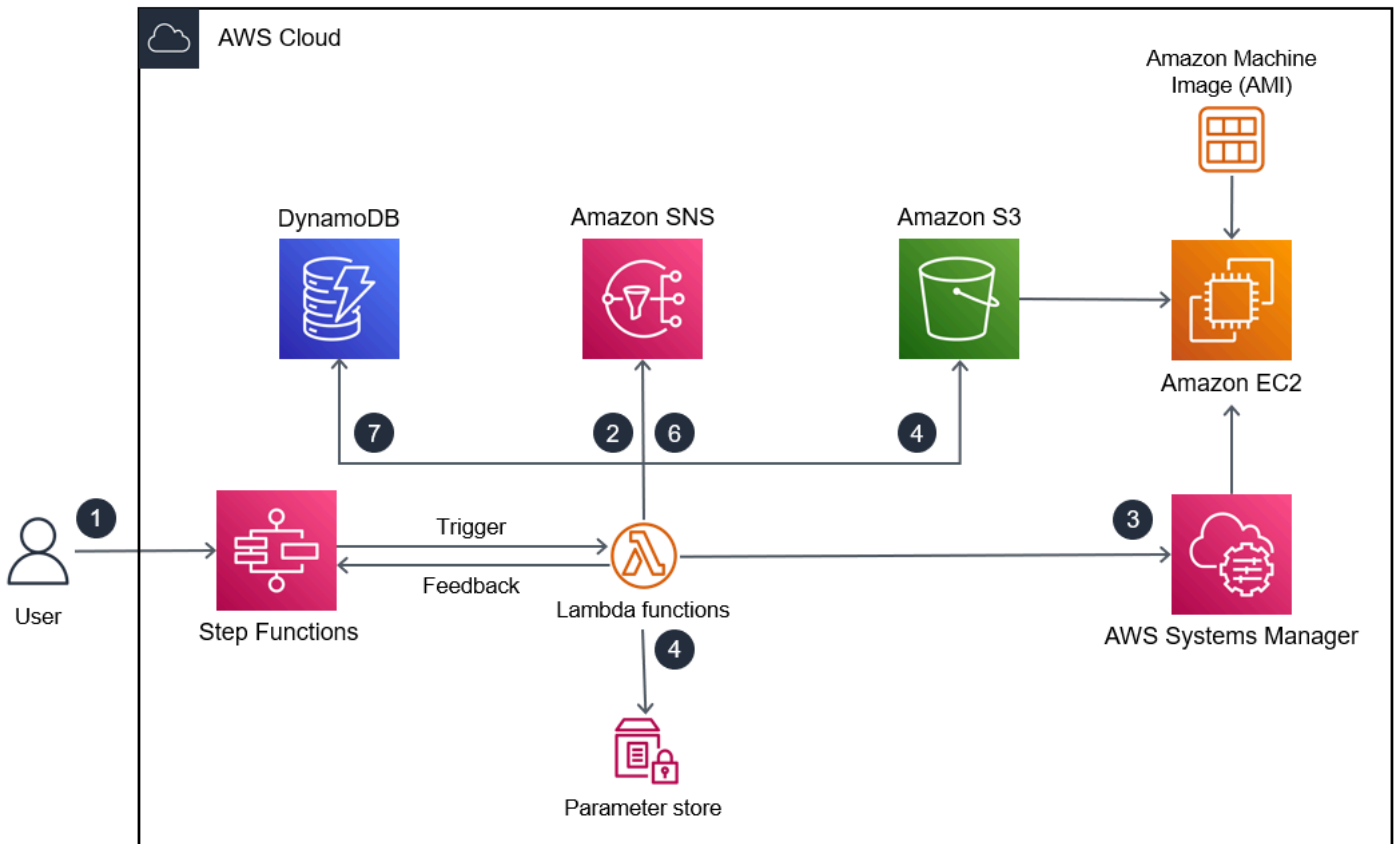 AWS Cloud
Amazon Machine
Image (AMI)
DynamoDB
Amazon SNS
Amazon S3
Amazon EC2
7
2
6
4
1
3
Trigger
Feedback
User
Step Functions
Lambda functions
AWS Systems Manager
4
Parameter store